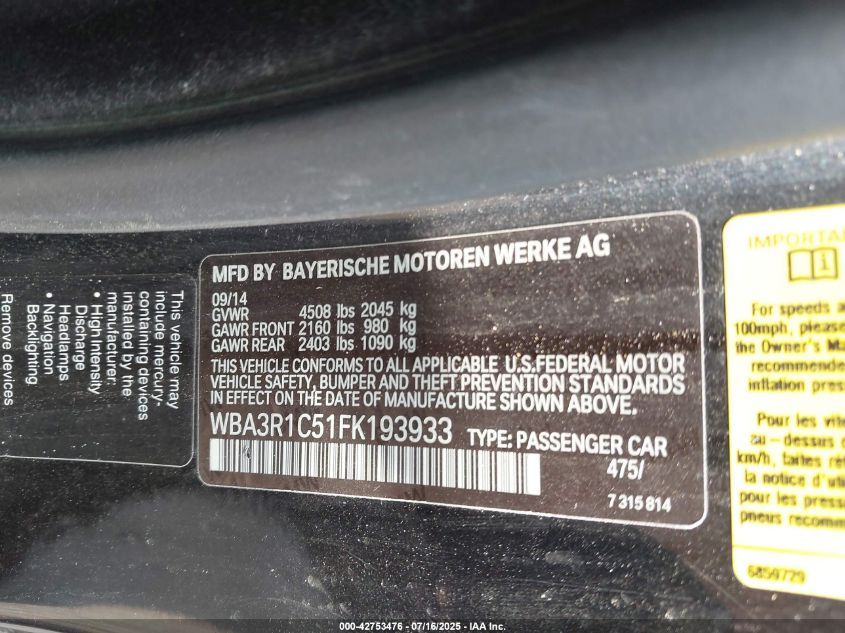 This vehicle may
include mercury-
containing devices
installed by the
manufacturer:
• High Intensity
Discharge
Headlamps
• Navigation
Backlighting
Remove devices
MFD BY BAYERISCHE MOTOREN WERKE AG
09/14
GVWR 4508 lbs 2045 kg
GAWR FRONT 2160 lbs 980 kg
GAWR REAR 2403 lbs 1090 kg
THIS VEHICLE CONFORMS TO ALL APPLICABLE U.S.FEDERAL MOTOR
VEHICLE SAFETY, BUMPER AND THEFT PREVENTION STANDARDS
IN EFFECT ON THE DATE OF MANUFACTURE SHOWN ABOVE.
WBA3R1C51FK193933 TYPE: PASSENGER CAR
475/
7 315 814
IMPORTA
i
For speeds a
100mph, please
the Owner's Ma
recommende
inflation pres
Pour les vite
au - dessus d
km/h, faites ré
la notice d'uti
pour les press
pneus recomm
6859729
000-42753476 - 07/16/2025 - IAA Inc.